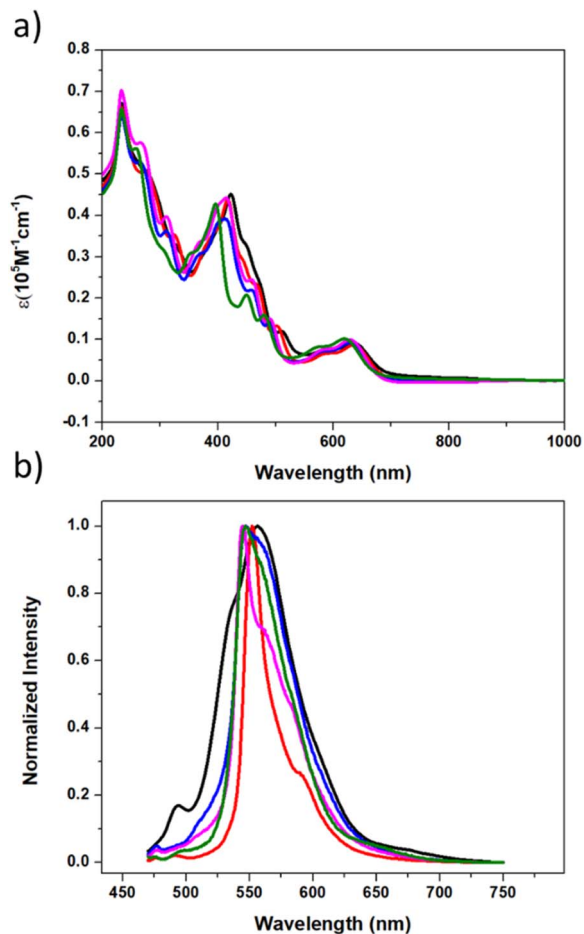 a)
0.8
0.7
0.6
0.5
0.4
0.3
0.2
0.1
0.0
-0.1
ε(10⁵M⁻¹cm⁻¹)
200 400 600 800 1000
Wavelength (nm)
b)
1.0
0.8
0.6
0.4
0.2
0.0
Normalized Intensity
450 500 550 600 650 700 750
Wavelength (nm)